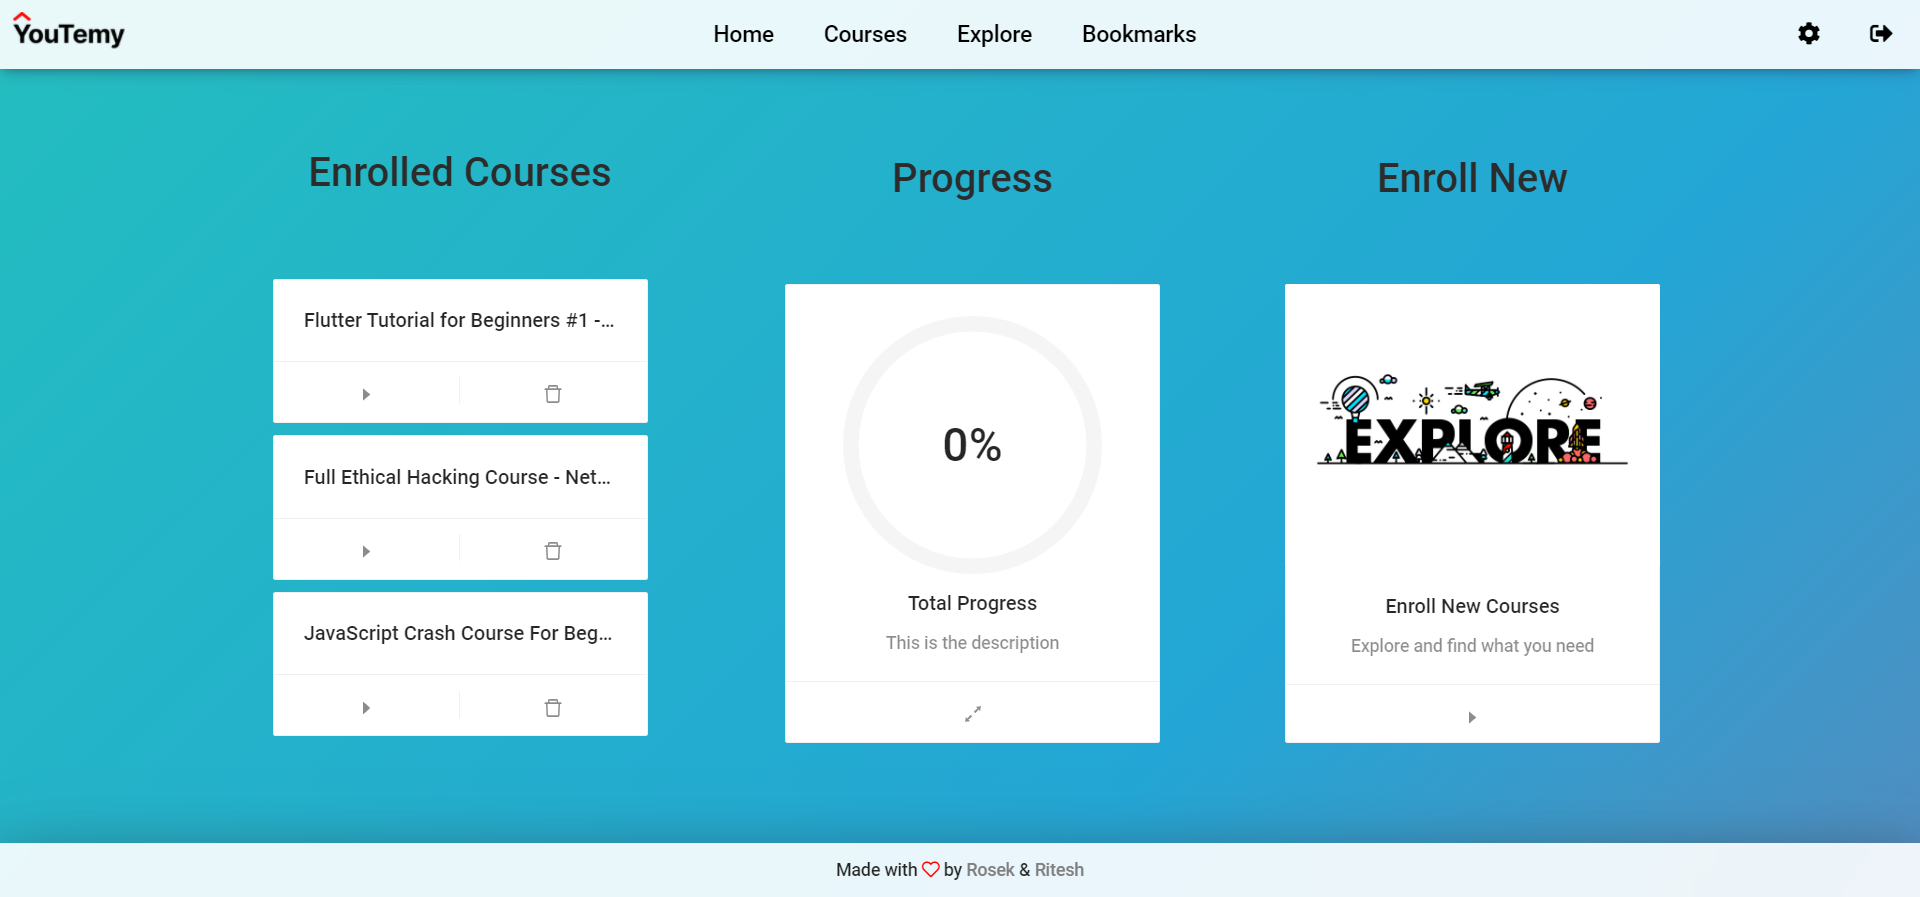 YouTemy
Home Courses Explore Bookmarks
Enrolled Courses
Flutter Tutorial for Beginners #1 -...
Full Ethical Hacking Course - Net...
JavaScript Crash Course For Beg...
Progress
0%
Total Progress
This is the description
Enroll New
EXPLORE
Enroll New Courses
Explore and find what you need
Made with by Rosek & Ritesh